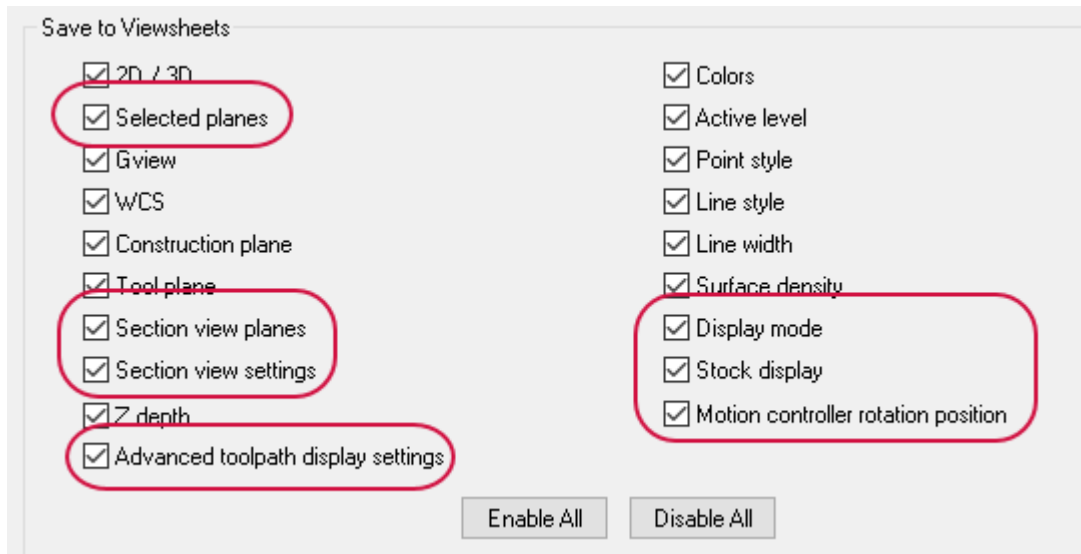 Save to Viewsheets
2D / 3D
Selected planes
Gview
WCS
Construction plane
Tool plane
Section view planes
Section view settings
Z depth
Advanced toolpath display settings
Colors
Active level
Point style
Line style
Line width
Surface density
Display mode
Stock display
Motion controller rotation position
Enable All
Disable All